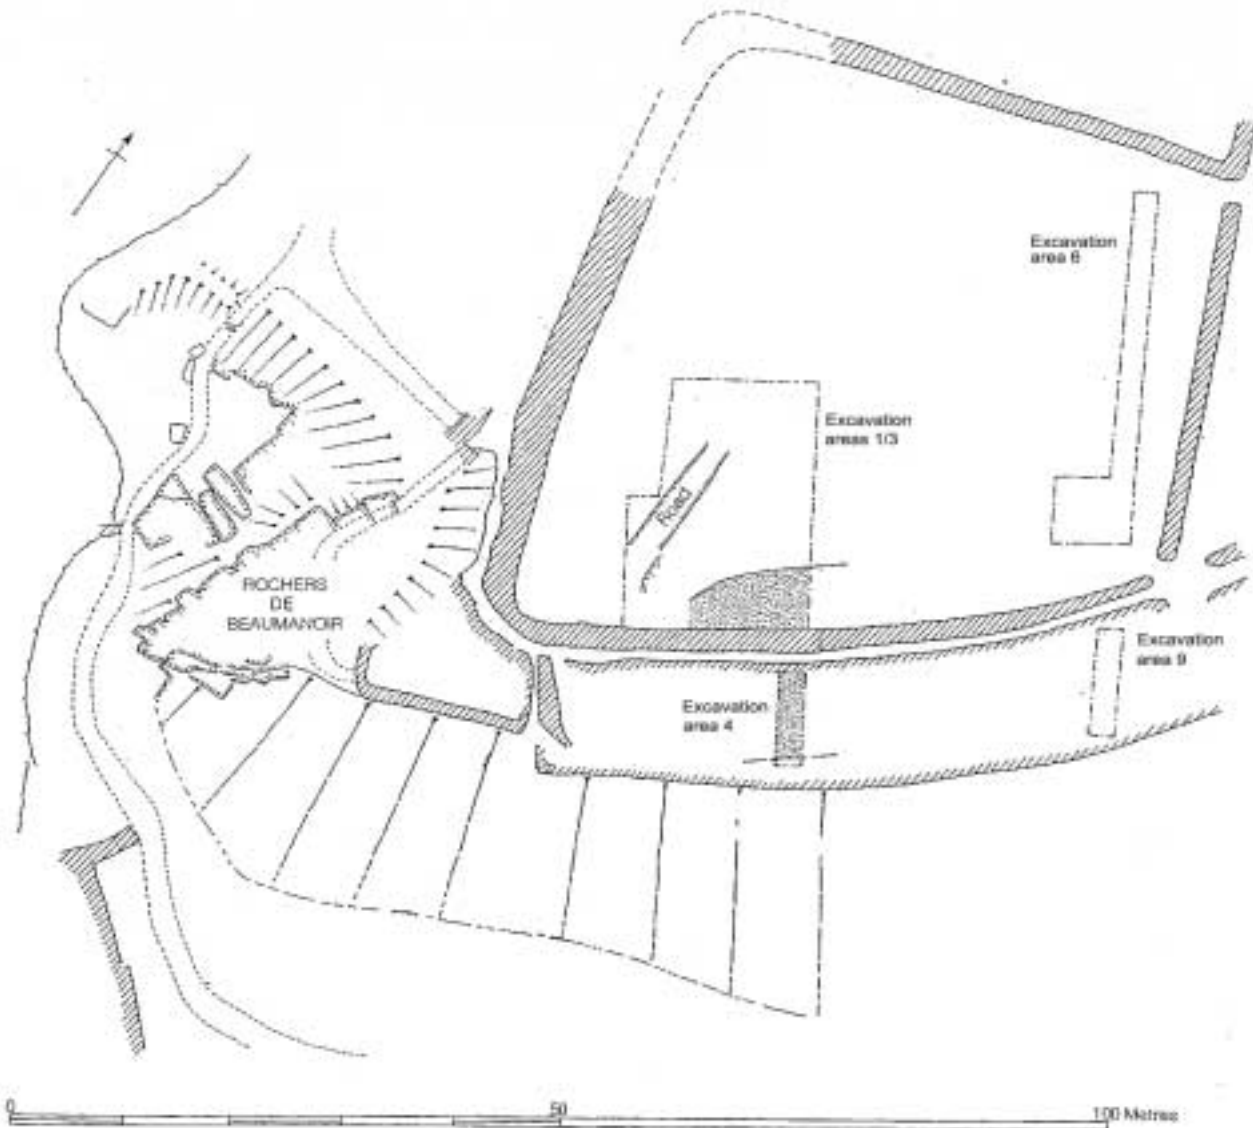 Excavation
area 6
Excavation
areas 1/3
Road
ROCHERS
DE
BEAUMANOIR
Excavation
area 9
Excavation
area 4
0
50
100 Metres